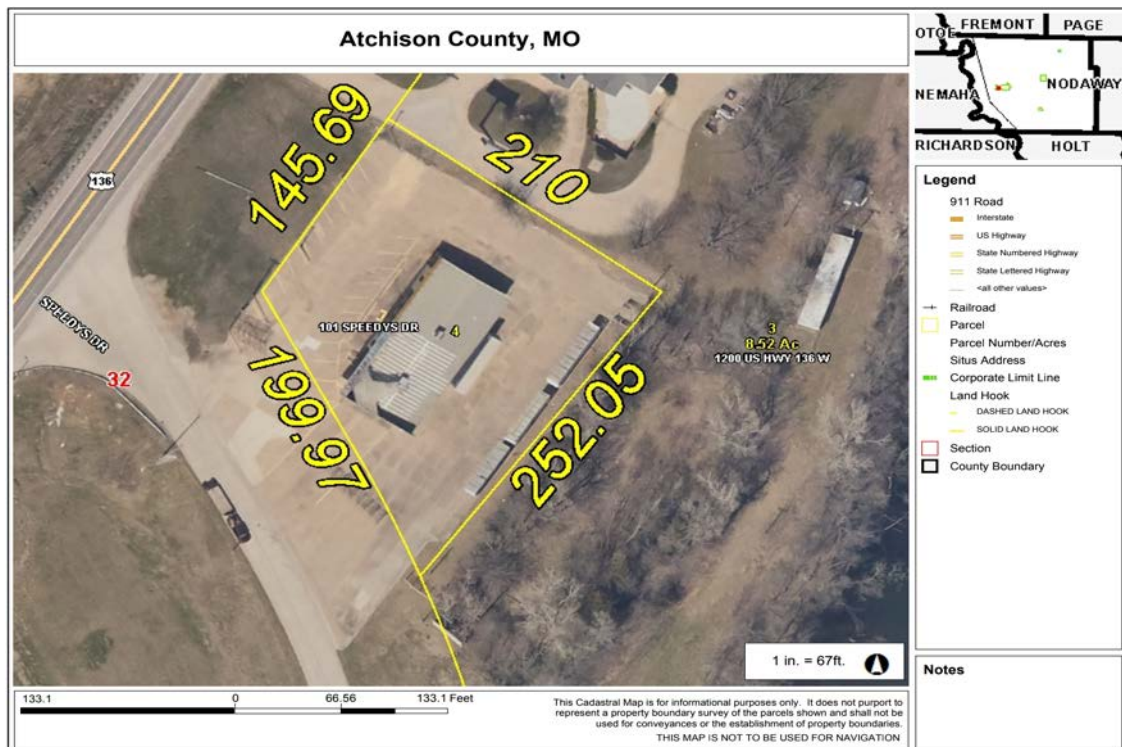 Atchison County, MO
FREMONT
PAGE
OTOE
NEMAHA
NODAWAY
RICHARDSON
HOLT
145.69
210
136
SPEEDYS DR
101 SPEEDYS DR
4
3
8.52 Ac
1200 US HWY 136 W
32
169.67
252.05
1 in. = 67ft.
Legend
911 Road
Interstate
US Highway
State Numbered Highway
State Lettered Highway
<all other values>
Railroad
Parcel
Parcel Number/Acres
Situs Address
Corporate Limit Line
Land Hook
DASHED LAND HOOK
SOLID LAND HOOK
Section
County Boundary
Notes
133.1 0 66.56 133.1 Feet
This Cadastral Map is for informational purposes only. It does not purport to
represent a property boundary survey of the parcels shown and shall not be
used for conveyances or the establishment of property boundaries.
THIS MAP IS NOT TO BE USED FOR NAVIGATION